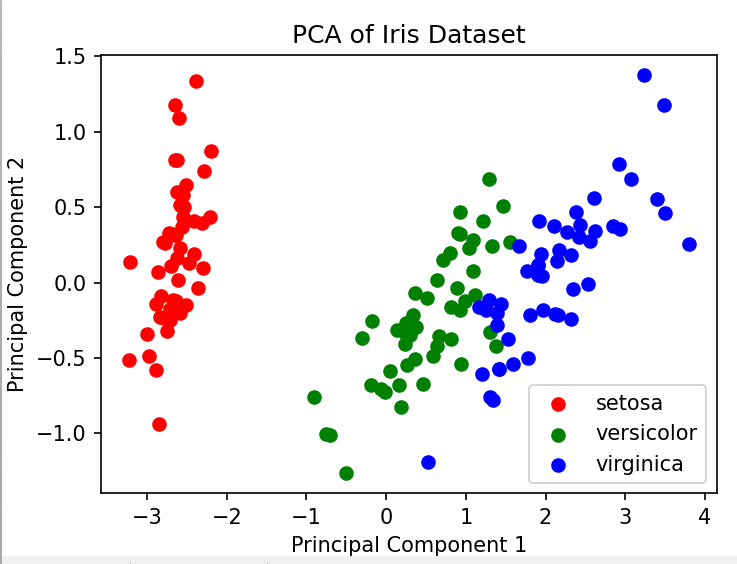 PCA of Iris Dataset
1.5
1.0
0.5
0.0
−0.5
−1.0
Principal Component 2
setosa
versicolor
virginica
−3 −2 −1 0 1 2 3 4
Principal Component 1